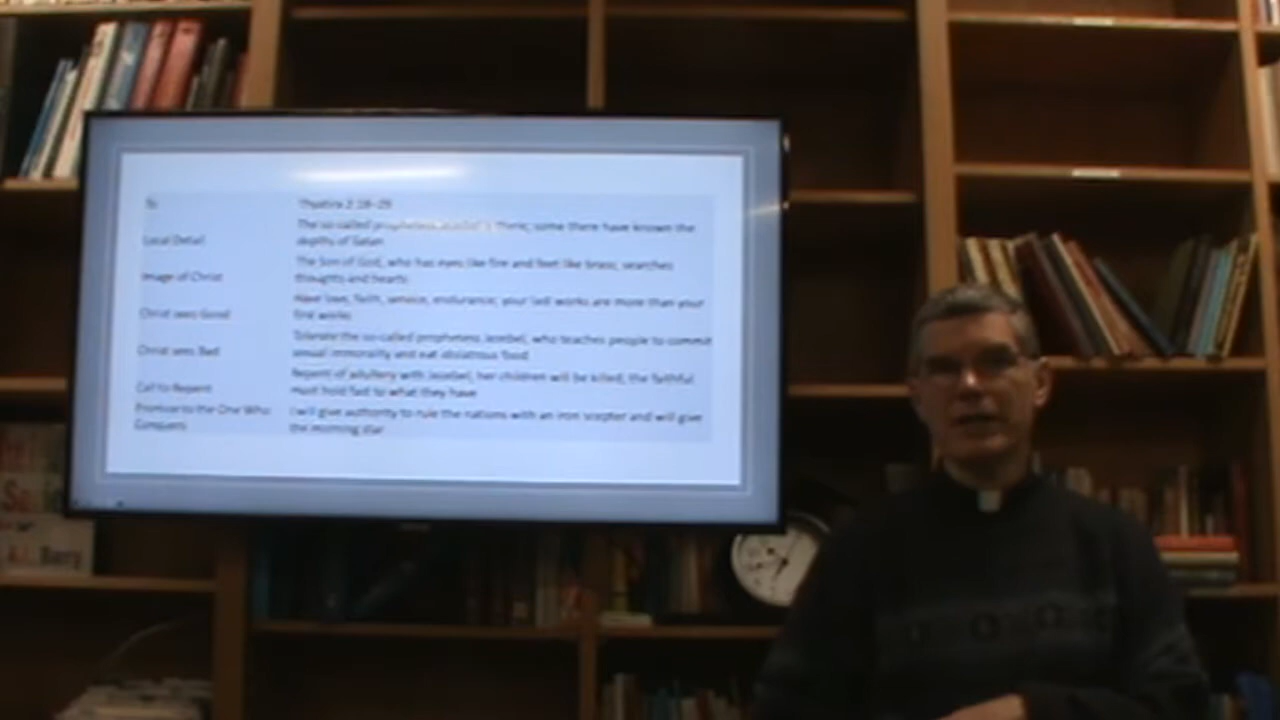 To Thyatira 2:18–29
Local Detail
The so-called prophetess Jezebel is there; some there have known the
depths of Satan
Image of Christ
The Son of God, who has eyes like fire and feet like brass, searches
thoughts and hearts
Christ sees Good
Have love, faith, service, endurance; your last works are more than your
first works
Christ sees Bad
Tolerate the so-called prophetess Jezebel, who teaches people to commit
sexual immorality and eat idolatrous food
Call to Repent
Repent of adultery with Jezebel; her children will be killed; the faithful
must hold fast to what they have
Promise to the One Who
Conquers
I will give authority to rule the nations with an iron scepter and will give
the morning star
Berry